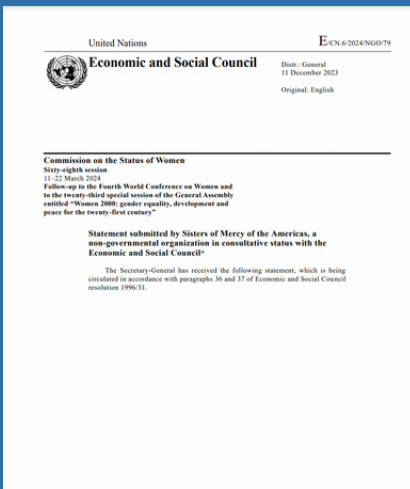 United Nations
E/CN.6/2024/NGO/79
Economic and Social Council
Distr.: General
11 December 2023
Original: English
Commission on the Status of Women
Sixty-eighth session
11–22 March 2024
Follow-up to the Fourth World Conference on Women and
to the twenty-third special session of the General Assembly
entitled “Women 2000: gender equality, development and
peace for the twenty-first century”
Statement submitted by Sisters of Mercy of the Americas, a
non-governmental organization in consultative status with the
Economic and Social Council*
The Secretary-General has received the following statement, which is being
circulated in accordance with paragraphs 36 and 37 of Economic and Social Council
resolution 1996/31.